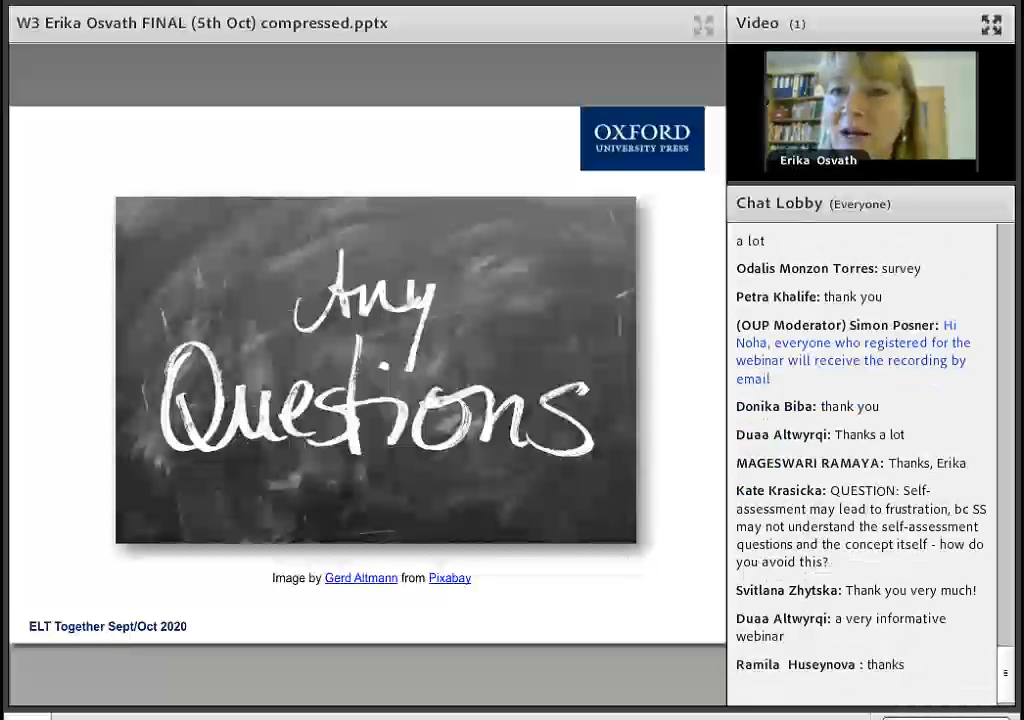 W3 Erika Osvath FINAL (5th Oct) compressed.pptx
OXFORD
UNIVERSITY PRESS
Any
Questions
Image by Gerd Altmann from Pixabay
ELT Together Sept/Oct 2020
Video (1)
Erika Osvath
Chat Lobby (Everyone)
a lot
Odalis Monzon Torres: survey
Petra Khalife: thank you
(OUP Moderator) Simon Posner: Hi
Noha, everyone who registered for the
webinar will receive the recording by
email
Donika Biba: thank you
Duaa Altwyrqi: Thanks a lot
MAGESWARI RAMAYA: Thanks, Erika
Kate Krasicka: QUESTION: Self-
assessment may lead to frustration, bc SS
may not understand the self-assessment
questions and the concept itself - how do
you avoid this?
Svitlana Zhytska: Thank you very much!
Duaa Altwyrqi: a very informative
webinar
Ramila Huseynova : thanks